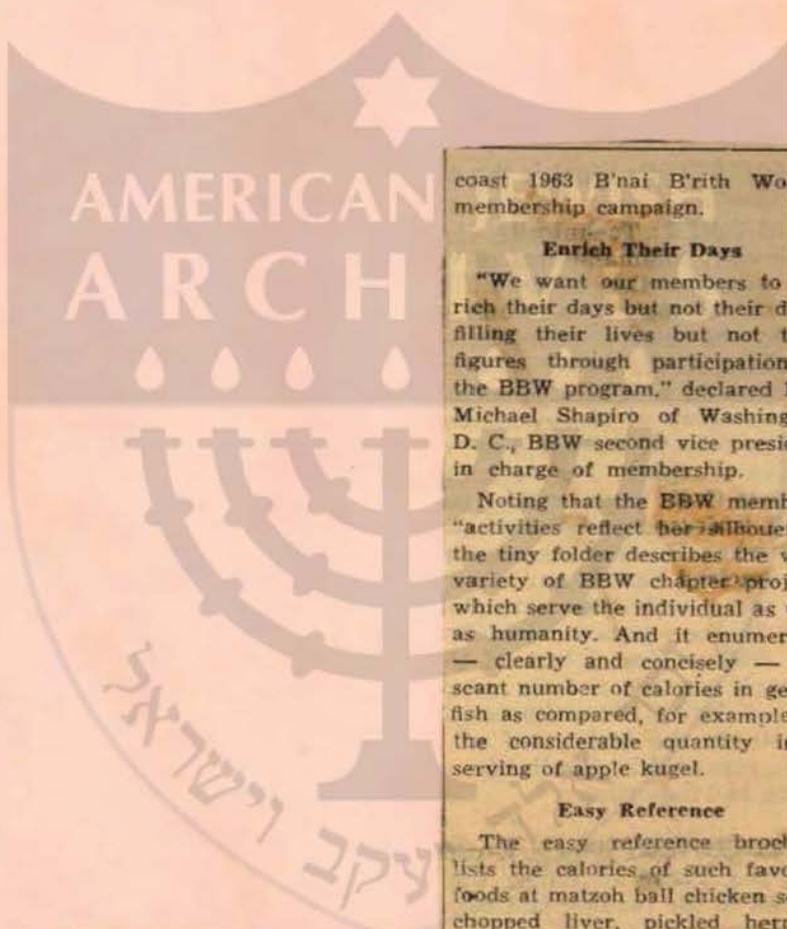 AMERICAN
ARCH
coast 1963 B'nai B'rith Wo
membership campaign.
Enrich Their Days
"We want our members to
rich their days but not their d
filling their lives but not t
figures through participation
the BBW program." declared
Michael Shapiro of Washing
D. C., BBW second vice presid
in charge of membership.
Noting that the BBW memb
"activities reflect her silhouet
the tiny folder describes the v
variety of BBW chapter proj
which serve the individual as
as humanity. And it enumer
— clearly and concisely —
scant number of calories in ge
fish as compared, for example
the considerable quantity i
serving of apple kugel.
Easy Reference
The easy reference broch
lists the calories of such favo
foods at matzoh ball chicken s
chopped liver, pickled herr
יעקב וישראל